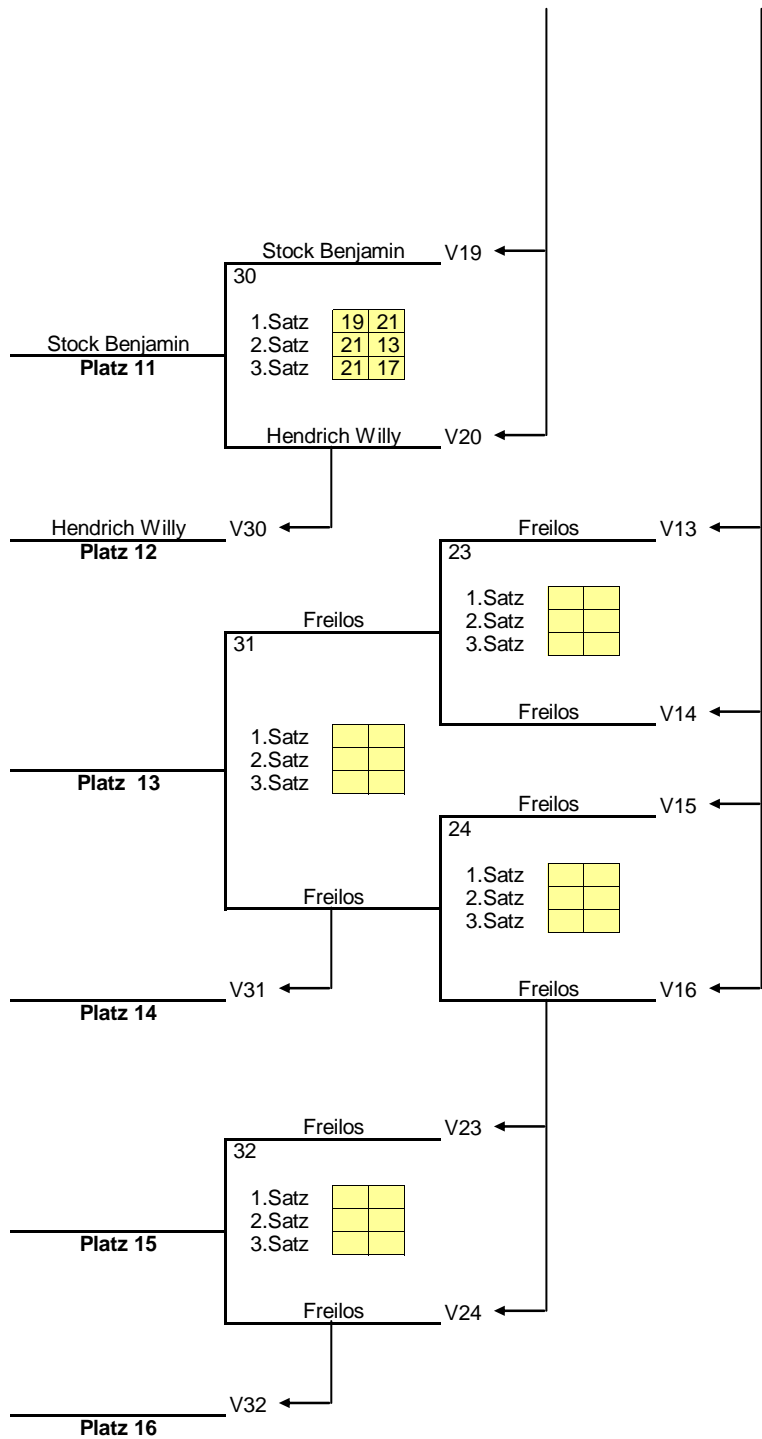 Stock Benjamin V19
30
1.Satz 19 21
Stock Benjamin 2.Satz 21 13
Platz 11 3.Satz 21 17
Hendrich Willy V20
Hendrich Willy V30 Freilos V13
Platz 12 23
1.Satz
Freilos 2.Satz
31 3.Satz
Freilos V14
1.Satz
2.Satz
Platz 13 3.Satz
Freilos V15
24
1.Satz
Freilos 2.Satz
3.Satz
V31 Freilos V16
Platz 14
Freilos V23
32
1.Satz
2.Satz
Platz 15 3.Satz
Freilos V24
V32
Platz 16